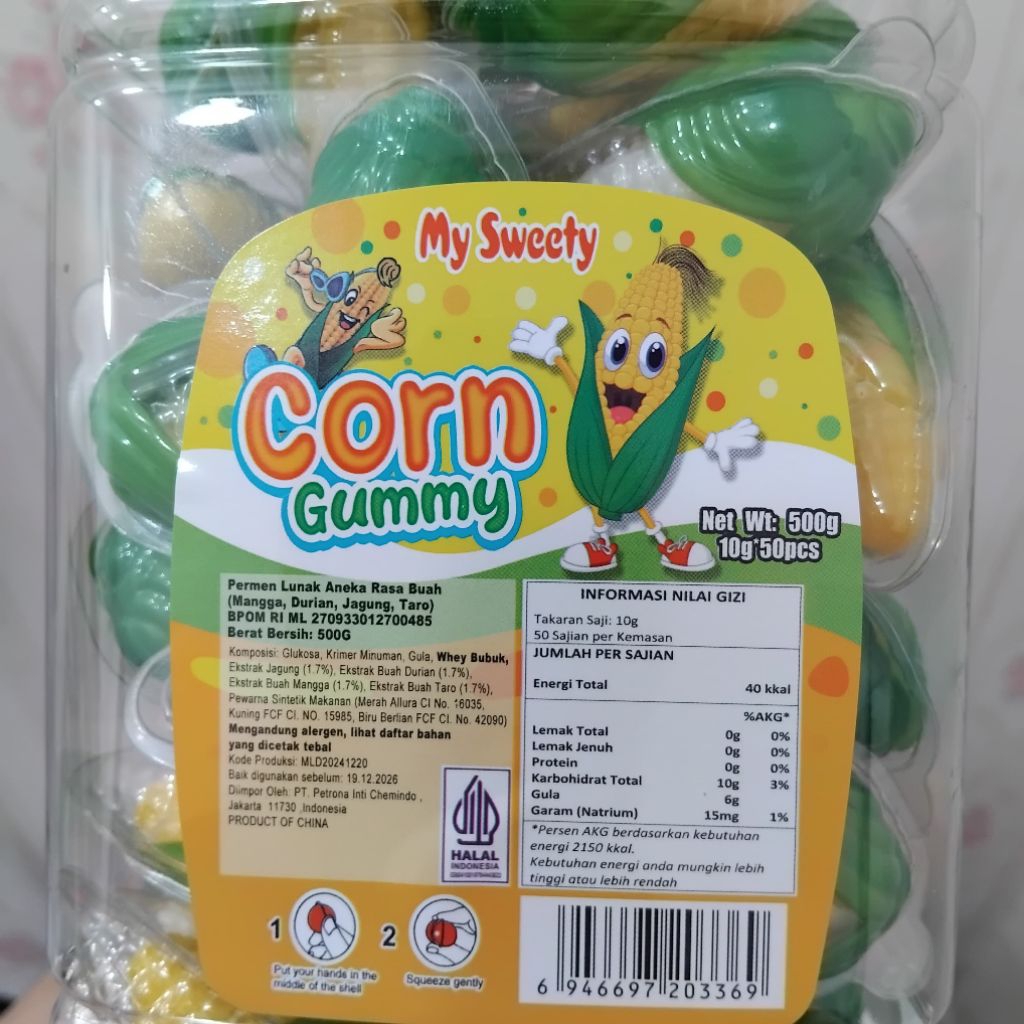 My Sweety
Corn
Gummy
Net Wt: 500g
10g*50pcs
Permen Lunak Aneka Rasa Buah
(Mangga, Durian, Jagung, Taro)
BPOM RI ML 270933012700485
Berat Bersih: 500G
Komposisi: Glukosa, Krimer Minuman, Gula, Whey Bubuk,
Ekstrak Jagung (1.7%), Ekstrak Buah Durian (1.7%),
Ekstrak Buah Mangga (1.7%), Ekstrak Buah Taro (1.7%),
Pewarna Sintetik Makanan (Merah Allura CI No. 16035,
Kuning FCF CI. NO. 15985, Biru Berlian FCF CI. No. 42090)
Mengandung alergen, lihat daftar bahan
yang dicetak tebal
Kode Produksi: MLD20241220
Baik digunakan sebelum: 19.12.2026
Diimpor Oleh: PT. Petrona Inti Chemindo ,
Jakarta 11730 ,Indonesia
PRODUCT OF CHINA
HALAL
INDONESIA
INFORMASI NILAI GIZI
Takaran Saji: 10g
50 Sajian per Kemasan
JUMLAH PER SAJIAN
Energi Total 40 kkal
%AKG*
Lemak Total 0g 0%
Lemak Jenuh 0g 0%
Protein 0g 0%
Karbohidrat Total 10g 3%
Gula 6g
Garam (Natrium) 15mg 1%
*Persen AKG berdasarkan kebutuhan
energi 2150 kkal.
Kebutuhan energi anda mungkin lebih
tinggi atau lebih rendah
1 2
Put your hands in the
middle of the shell
Squeeze gently
6 946697 203369